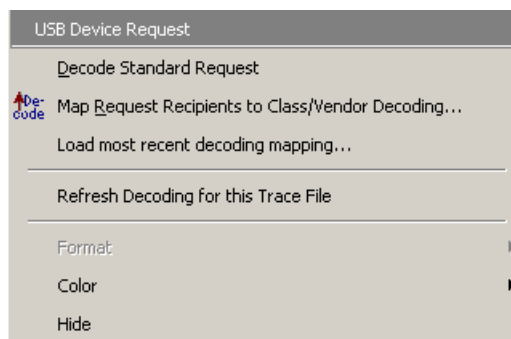 USB Device Request
Decode Standard Request
De-
code
Map Request Recipients to Class/Vendor Decoding...
Load most recent decoding mapping...
Refresh Decoding for this Trace File
Format
Color
Hide